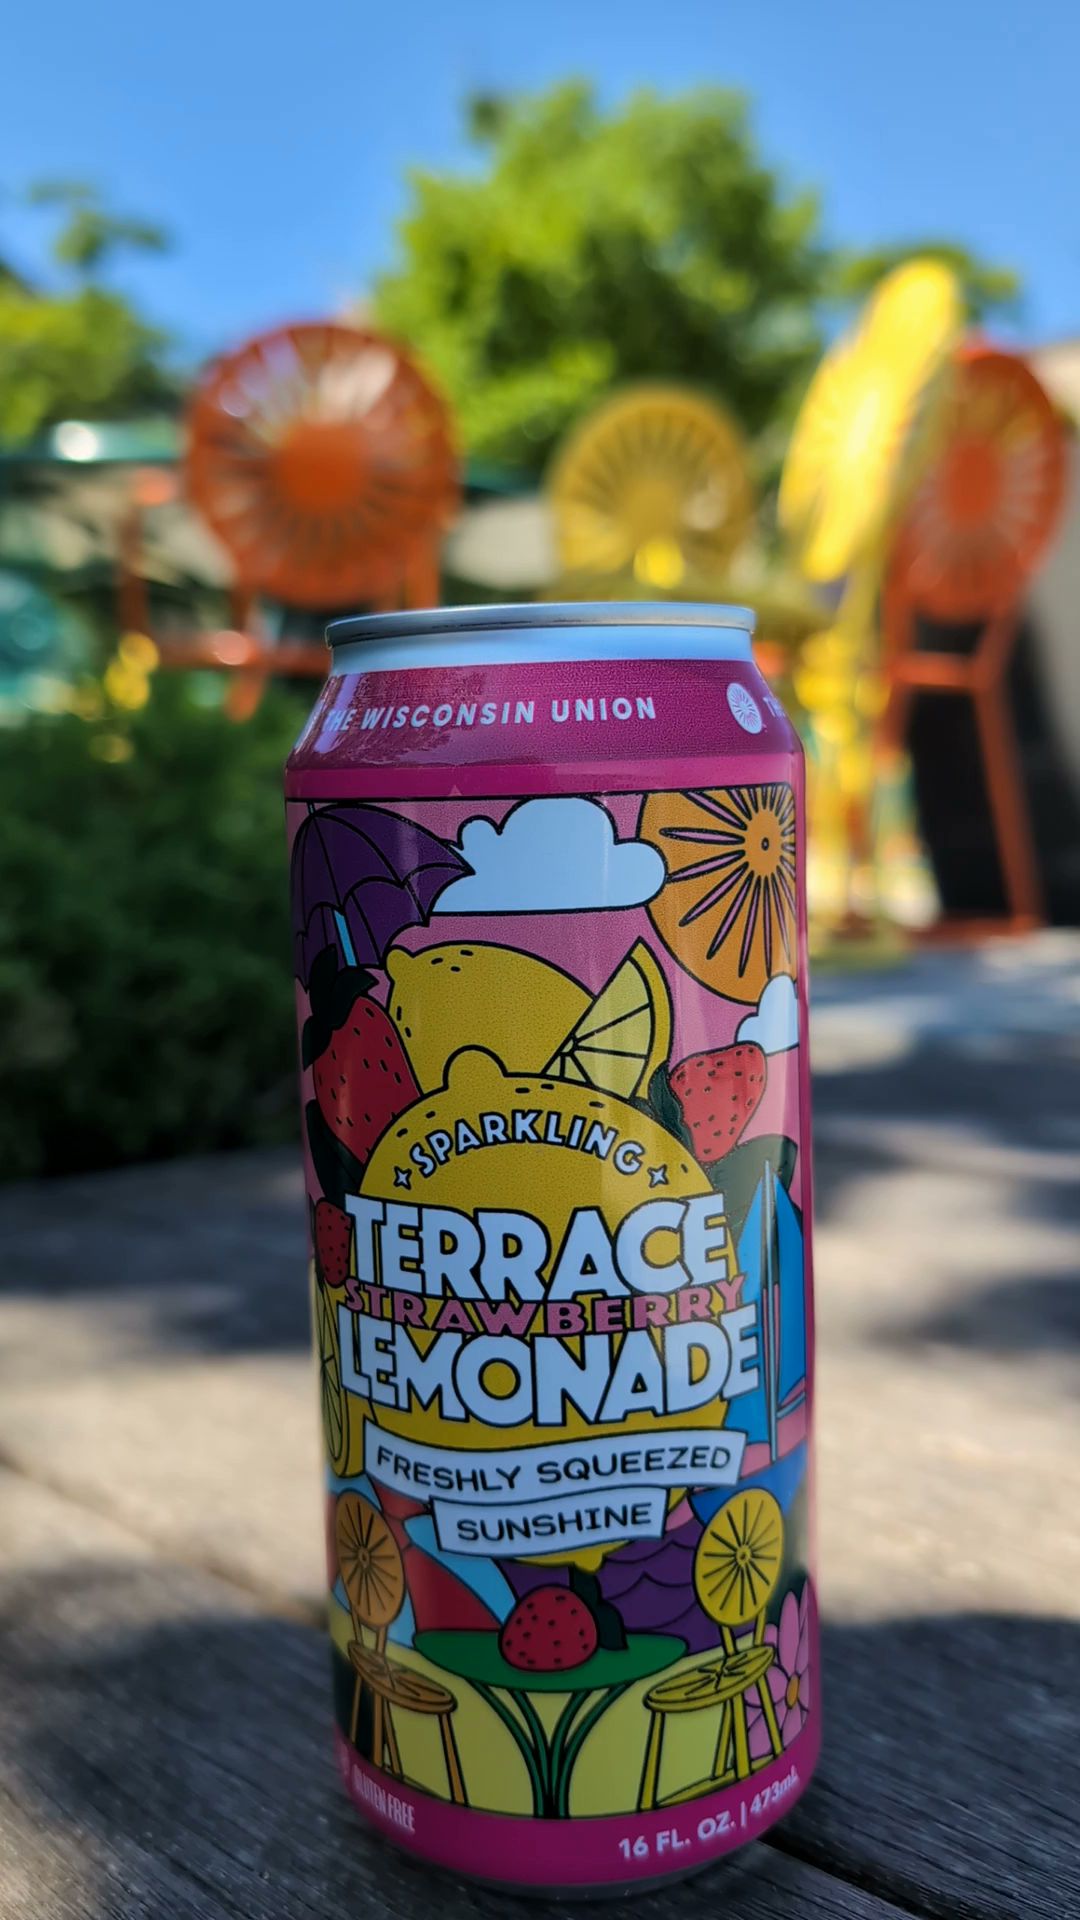 THE WISCONSIN UNION
SPARKLING
TERRACE
STRAWBERRY
LEMONADE
FRESHLY SQUEEZED
SUNSHINE
GLUTEN FREE
16 FL. OZ. | 473mL